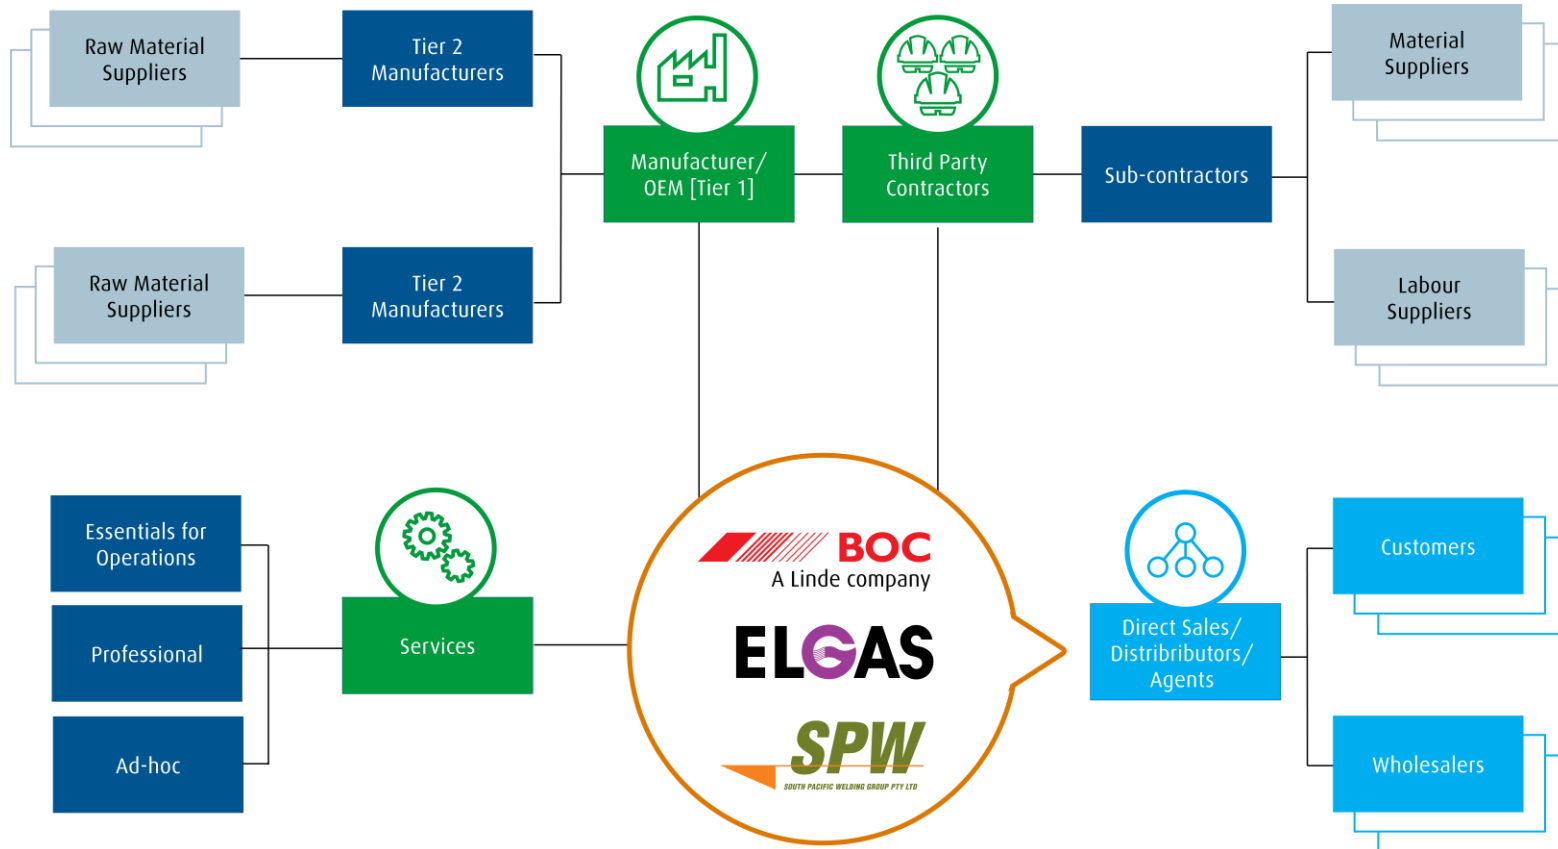 Raw Material
Suppliers
Tier 2
Manufacturers
Manufacturer/
OEM [Tier 1]
Third Party
Contractors
Sub-contractors
Material
Suppliers
Raw Material
Suppliers
Tier 2
Manufacturers
Labour
Suppliers
Essentials for
Operations
Professional
Ad-hoc
Services
BOC
A Linde company
ELGAS
SPW
SOUTH PACIFIC WELDING GROUP PTY LTD
Direct Sales/
Distribributors/
Agents
Customers
Wholesalers